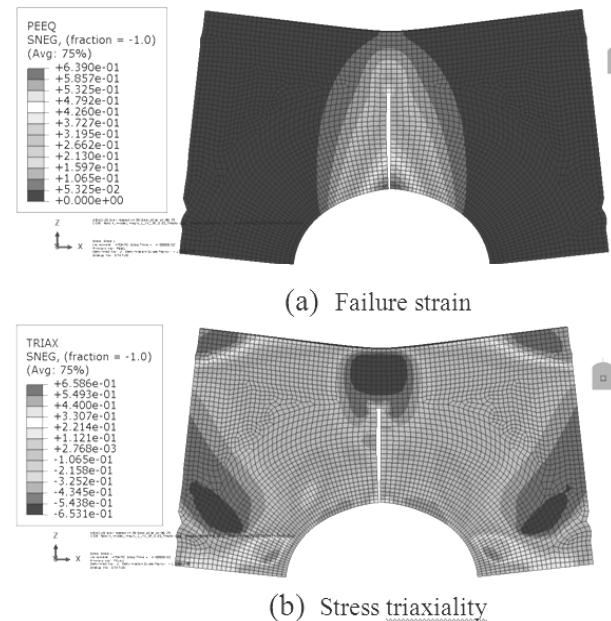 PEEQ
SNEG, (fraction = -1.0)
(Avg: 75%)
+6.390e-01
+5.857e-01
+5.325e-01
+4.792e-01
+4.260e-01
+3.727e-01
+3.195e-01
+2.662e-01
+2.130e-01
+1.597e-01
+1.065e-01
+5.325e-02
+0.000e+00
Z
X
(a) Failure strain
TRIAX
SNEG, (fraction = -1.0)
(Avg: 75%)
+6.586e-01
+5.493e-01
+4.400e-01
+3.307e-01
+2.214e-01
+1.121e-01
+2.768e-03
-1.065e-01
-2.158e-01
-3.252e-01
-4.345e-01
-5.438e-01
-6.531e-01
Z
X
(b) Stress triaxiality